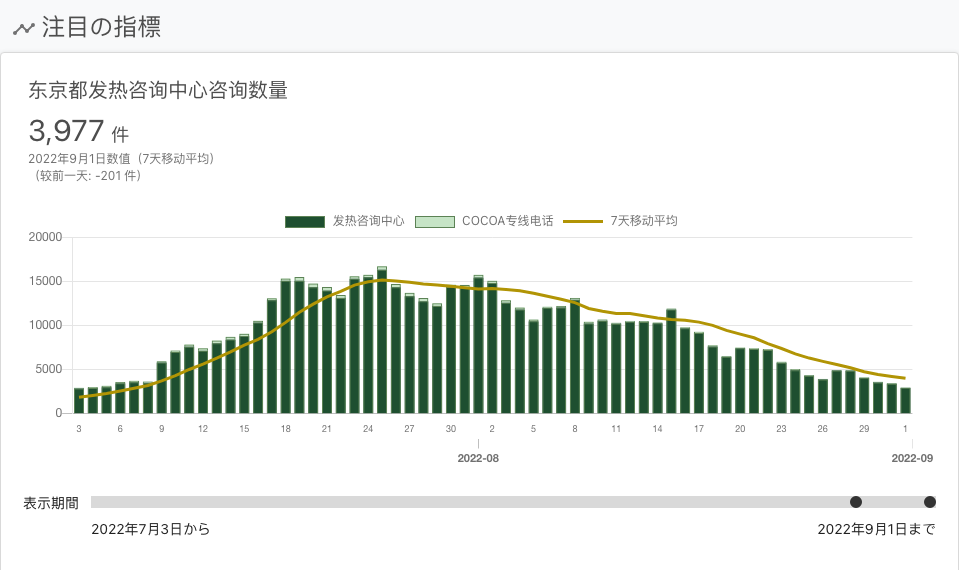 注目の指標
东京都发热咨询中心咨询数量
3,977 件
2022年9月1日数值（7天移动平均）
（较前一天: -201 件）
发热咨询中心 COCOA专线电话 7天移动平均
20000
15000
10000
5000
0
3 6 9 12 15 18 21 24 27 30 2 5 8 11 14 17 20 23 26 29 1
2022-08 2022-09
表示期間
2022年7月3日から 2022年9月1日まで